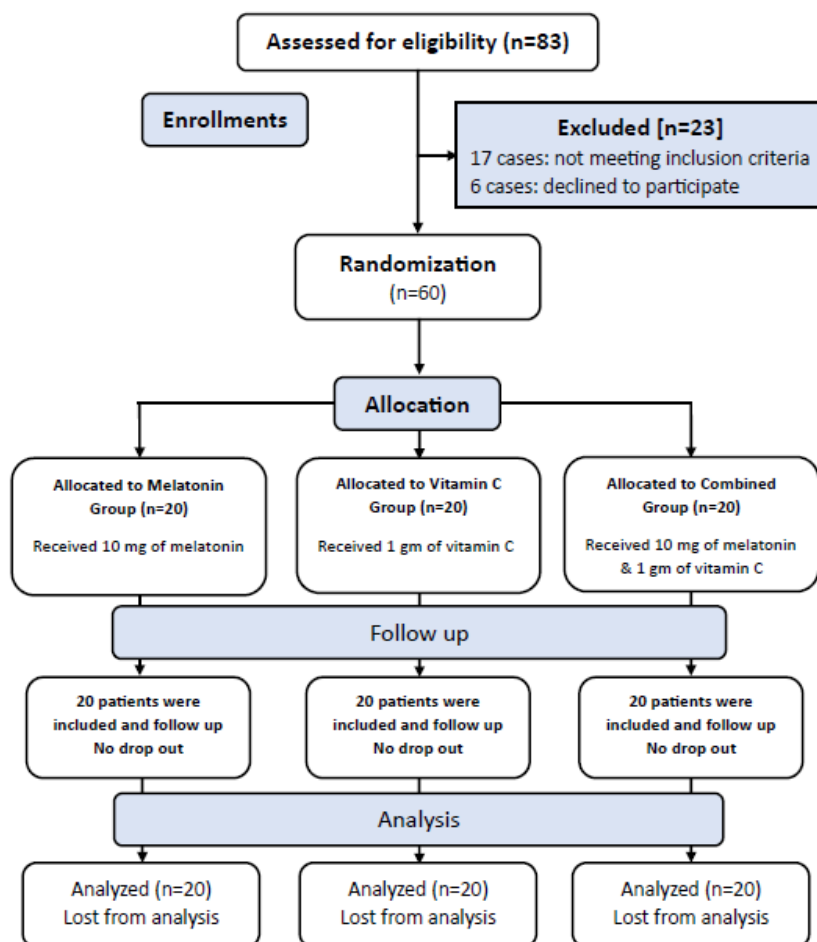 Assessed for eligibility (n=83)
Enrollments
Excluded [n=23]
17 cases: not meeting inclusion criteria
6 cases: declined to participate
Randomization
(n=60)
Allocation
Allocated to Melatonin
Group (n=20)
Received 10 mg of melatonin
Allocated to Vitamin C
Group (n=20)
Received 1 gm of vitamin C
Allocated to Combined
Group (n=20)
Received 10 mg of melatonin
& 1 gm of vitamin C
Follow up
20 patients were
included and follow up
No drop out
20 patients were
included and follow up
No drop out
20 patients were
included and follow up
No drop out
Analysis
Analyzed (n=20)
Lost from analysis
Analyzed (n=20)
Lost from analysis
Analyzed (n=20)
Lost from analysis